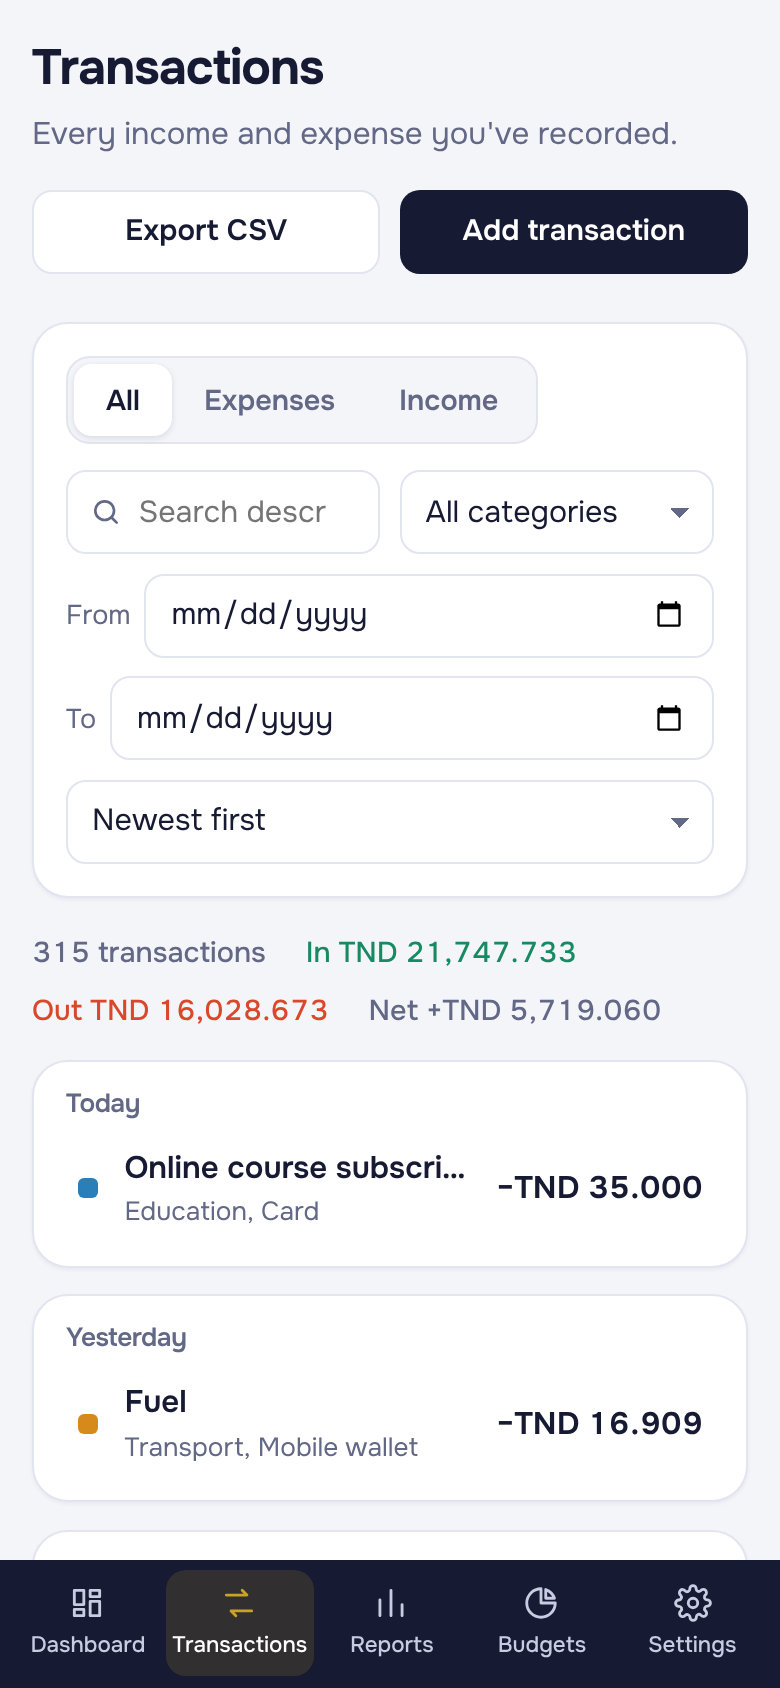 Transactions
Every income and expense you've recorded.
Export CSV
Add transaction
All
Expenses
Income
Search descr
All categories
From
mm/dd/yyyy
To
mm/dd/yyyy
Newest first
315 transactions
In TND 21,747.733
Out TND 16,028.673
Net +TND 5,719.060
Today
Online course subscri...
−TND 35.000
Education, Card
Yesterday
Fuel
−TND 16.909
Transport, Mobile wallet
Dashboard
Transactions
Reports
Budgets
Settings